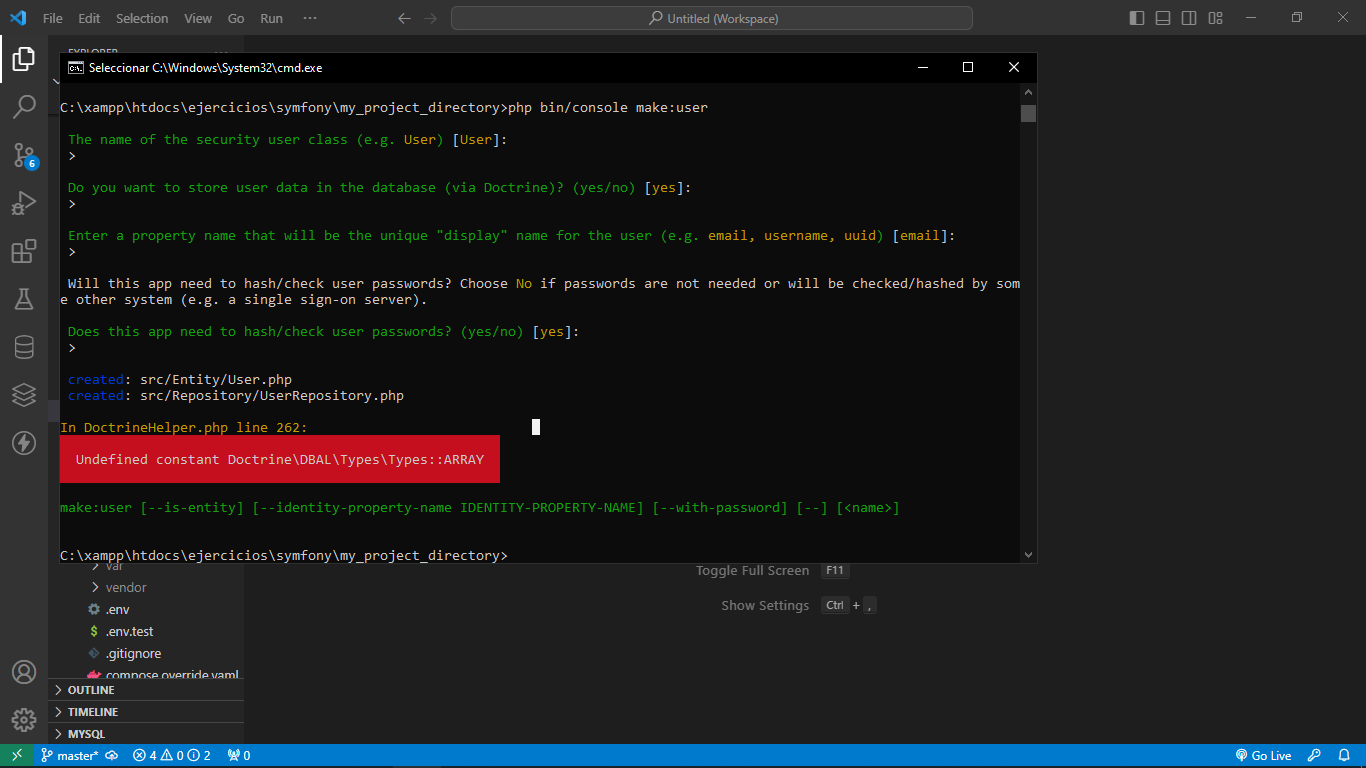 File Edit Selection View Go Run ··· Untitled (Workspace)
EXPLORER
Seleccionar C:\Windows\System32\cmd.exe
C:\xampp\htdocs\ejercicios\symfony\my_project_directory>php bin/console make:user
The name of the security user class (e.g. User) [User]:
>
Do you want to store user data in the database (via Doctrine)? (yes/no) [yes]:
>
Enter a property name that will be the unique "display" name for the user (e.g. email, username, uuid) [email]:
>
Will this app need to hash/check user passwords? Choose No if passwords are not needed or will be checked/hashed by som
e other system (e.g. a single sign-on server).
Does this app need to hash/check user passwords? (yes/no) [yes]:
>
created: src/Entity/User.php
created: src/Repository/UserRepository.php
In DoctrineHelper.php line 262:
Undefined constant Doctrine\DBAL\Types\Types::ARRAY
make:user [--is-entity] [--identity-property-name IDENTITY-PROPERTY-NAME] [--with-password] [--] [<name>]
C:\xampp\htdocs\ejercicios\symfony\my_project_directory>
6
var
Toggle Full Screen F11
vendor
.env
Show Settings Ctrl + ,
.env.test
.gitignore
compose.override.yaml
OUTLINE
TIMELINE
MYSQL
master* 4 0 2 0 Go Live